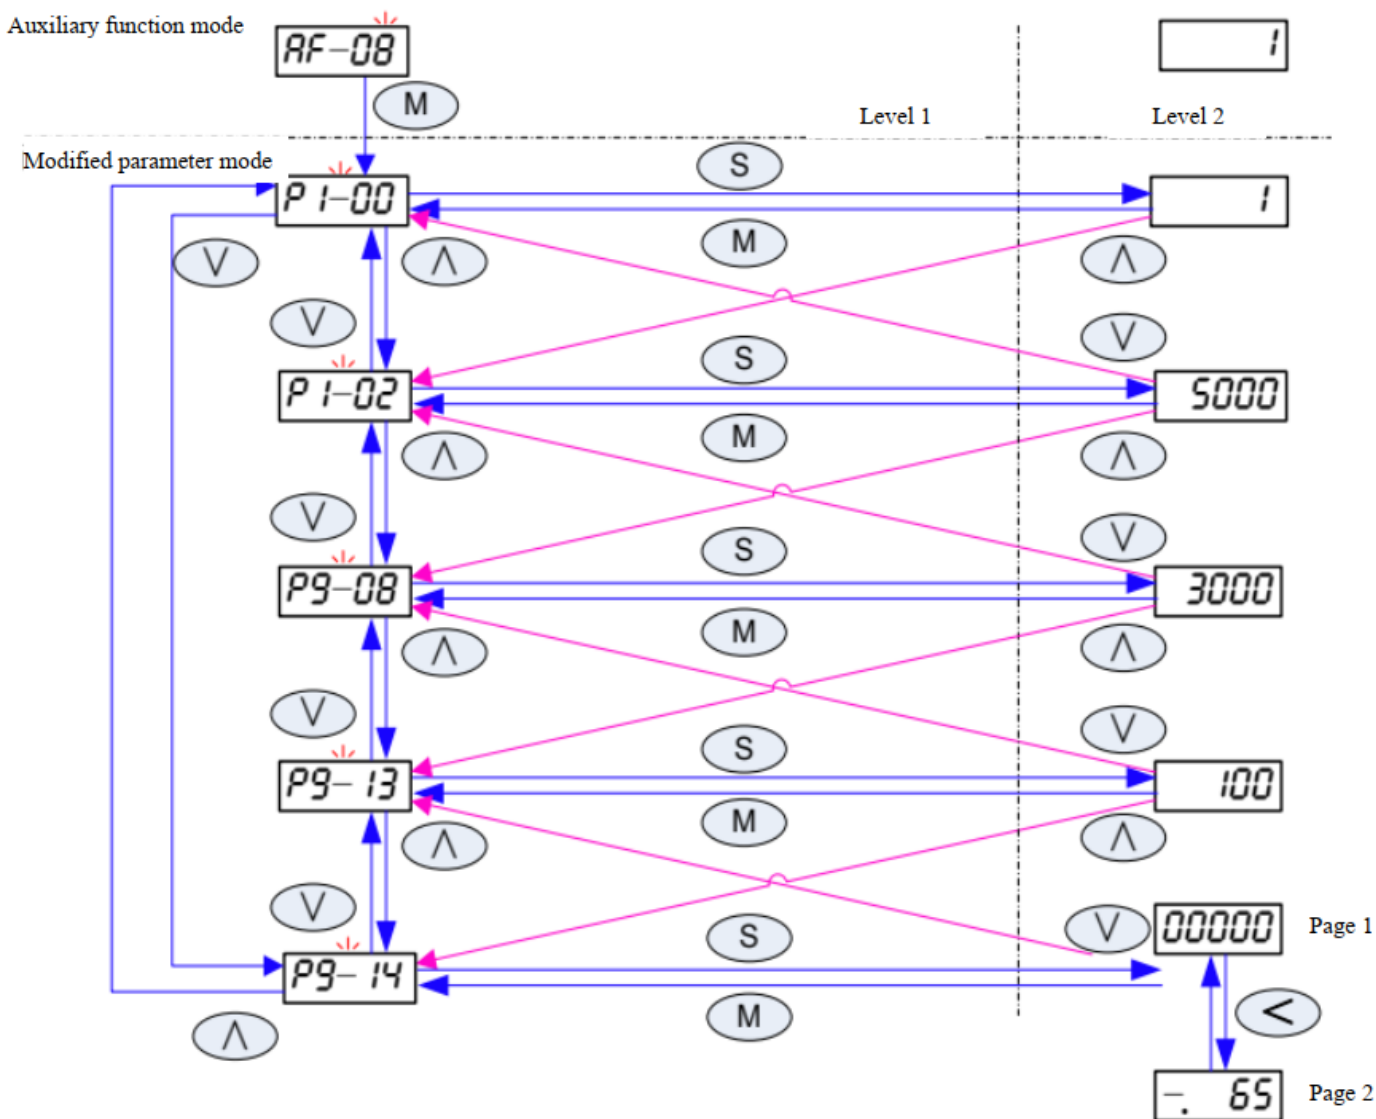 Auxiliary function mode
AF-08
1
M
Level 1
Level 2
Modified parameter mode
S
P1-00
1
M
V
Λ
Λ
V
V
S
P1-02
5000
M
Λ
Λ
V
V
S
P9-08
3000
M
Λ
Λ
V
V
S
P9-13
100
M
Λ
Λ
V
V
00000
Page 1
S
P9-14
M
<
Λ
-. 65
Page 2